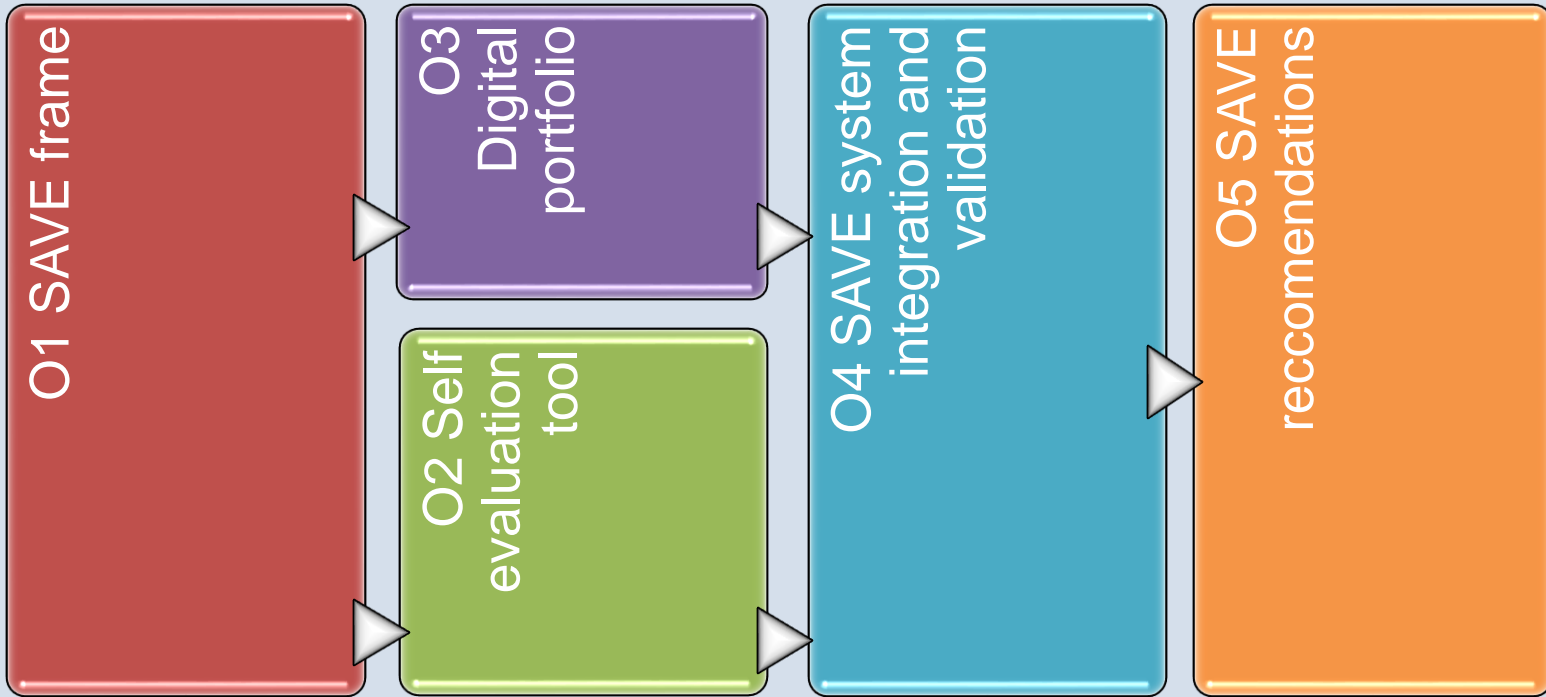 O1 SAVE frame
O3
Digital
portfolio
O2 Self
evaluation
tool
O4 SAVE system
integration and
validation
O5 SAVE
reccomendations